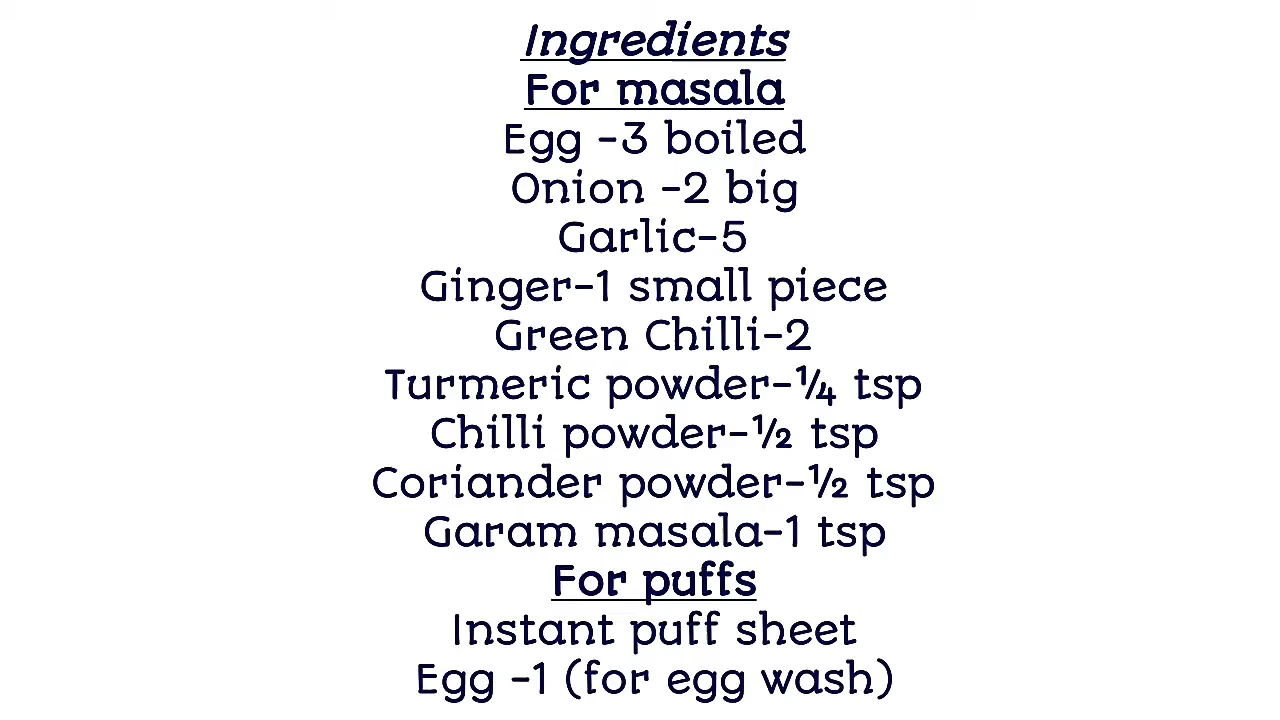 Ingredients
For masala
Egg -3 boiled
Onion -2 big
Garlic-5
Ginger-1 small piece
Green Chilli-2
Turmeric powder-¼ tsp
Chilli powder-½ tsp
Coriander powder-½ tsp
Garam masala-1 tsp
For puffs
Instant puff sheet
Egg -1 (for egg wash)